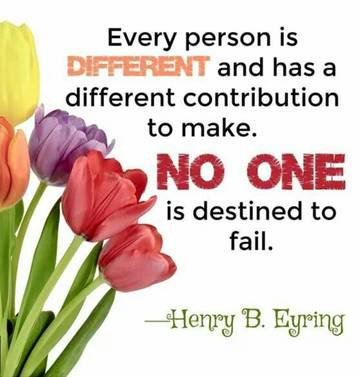 Every person is
DIFFERENT and has a
different contribution
to make.
NO ONE
is destined to
fail.
—Henry B. Eyring